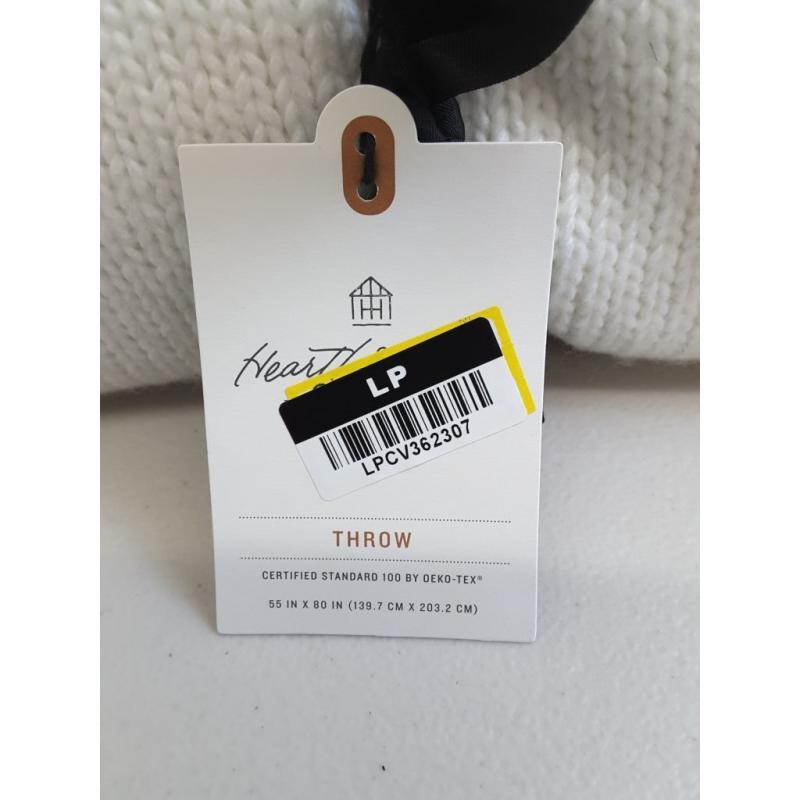 LP
LPCV362307
THROW
CERTIFIED STANDARD 100 BY OEKO-TEX®
55 IN X 80 IN (139.7 CM X 203.2 CM)